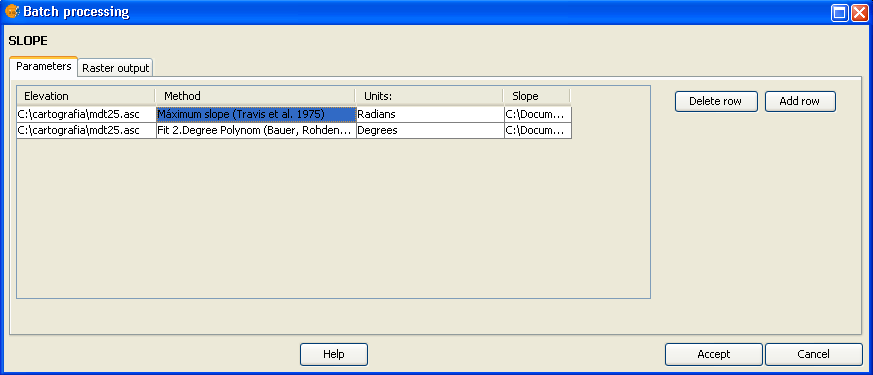 Batch processing
SLOPE
Parameters Raster output
Elevation Method Units: Slope
C:\cartografia\mdt25.asc Máximum slope (Travis et al. 1975) Radians C:\Docum...
C:\cartografia\mdt25.asc Fit 2.Degree Polynom (Bauer, Rohden... Degrees C:\Docum...
Delete row Add row
Help Accept Cancel